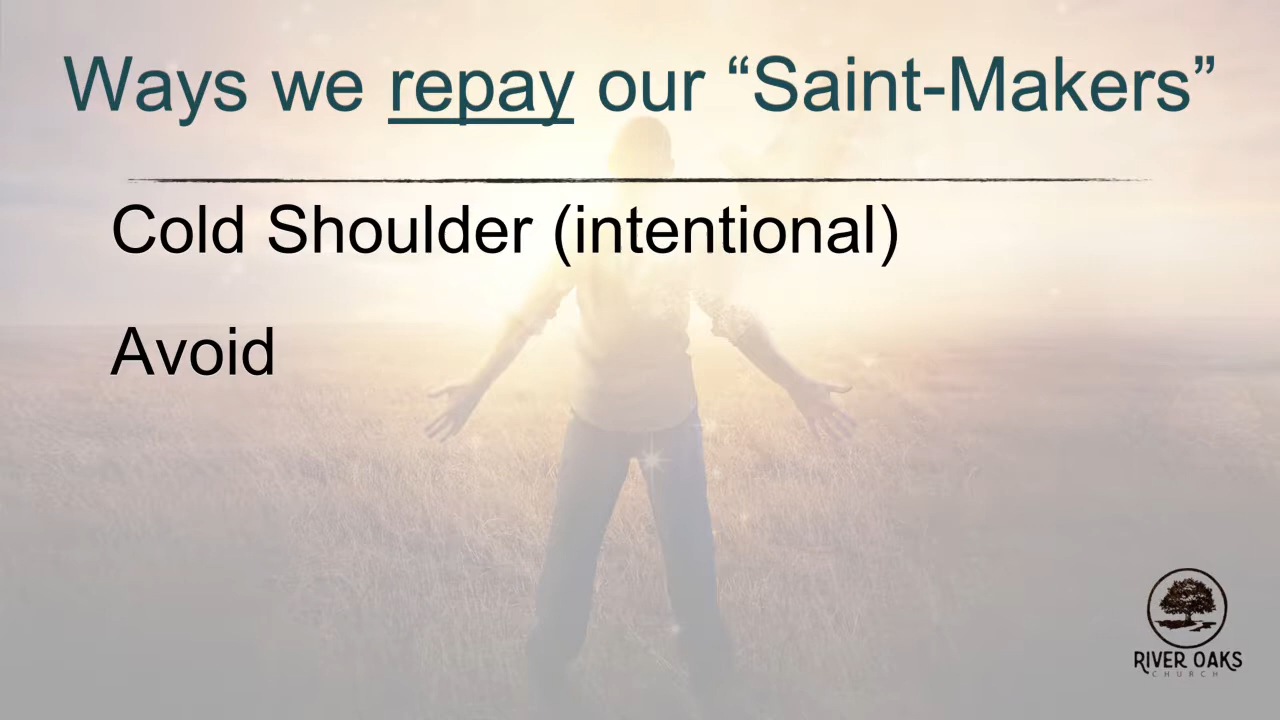 Ways we repay our “Saint-Makers”
Cold Shoulder (intentional)
Avoid
RIVER OAKS
CHURCH